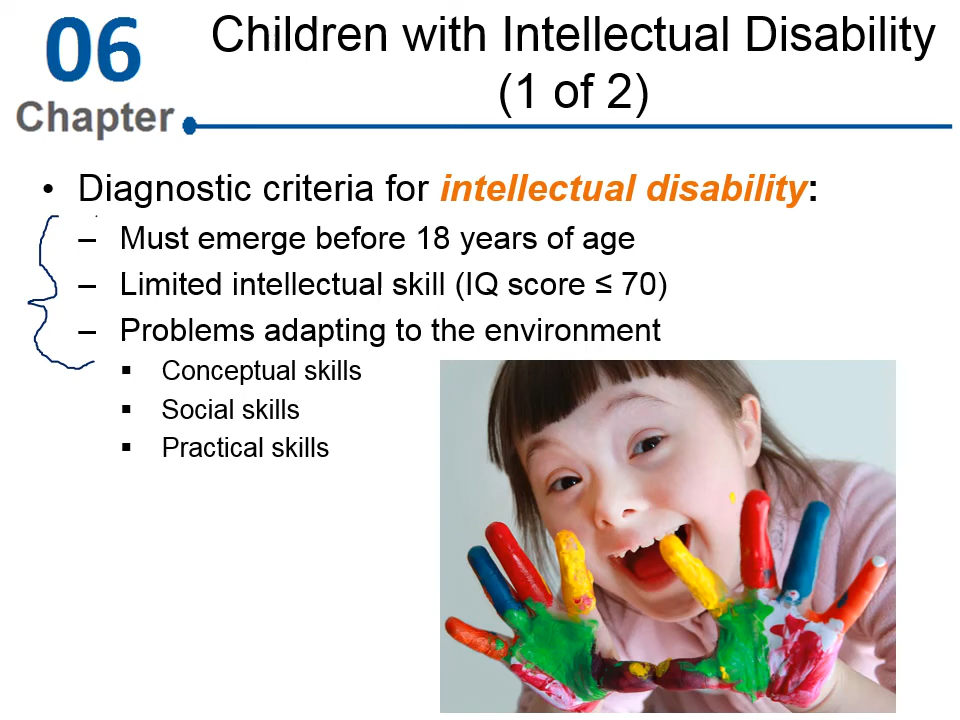 06
Chapter
Children with Intellectual Disability
(1 of 2)
• Diagnostic criteria for intellectual disability:
– Must emerge before 18 years of age
– Limited intellectual skill (IQ score ≤ 70)
– Problems adapting to the environment
▪ Conceptual skills
▪ Social skills
▪ Practical skills